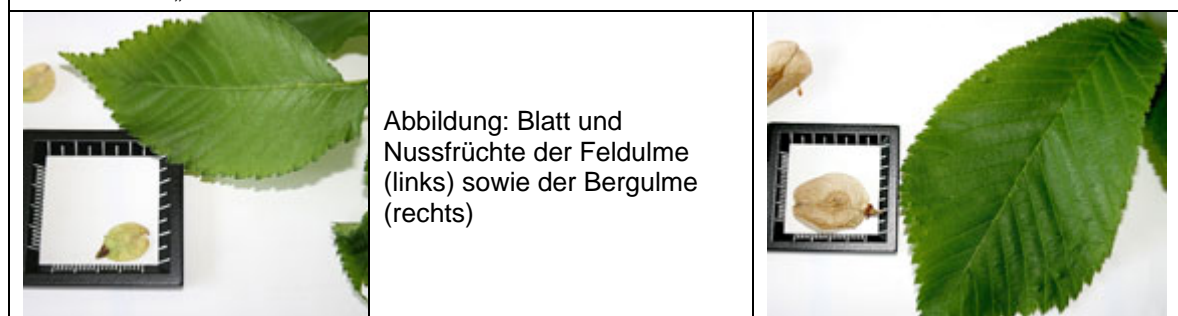 Abbildung: Blatt und
Nussfrüchte der Feldulme
(links) sowie der Bergulme
(rechts)